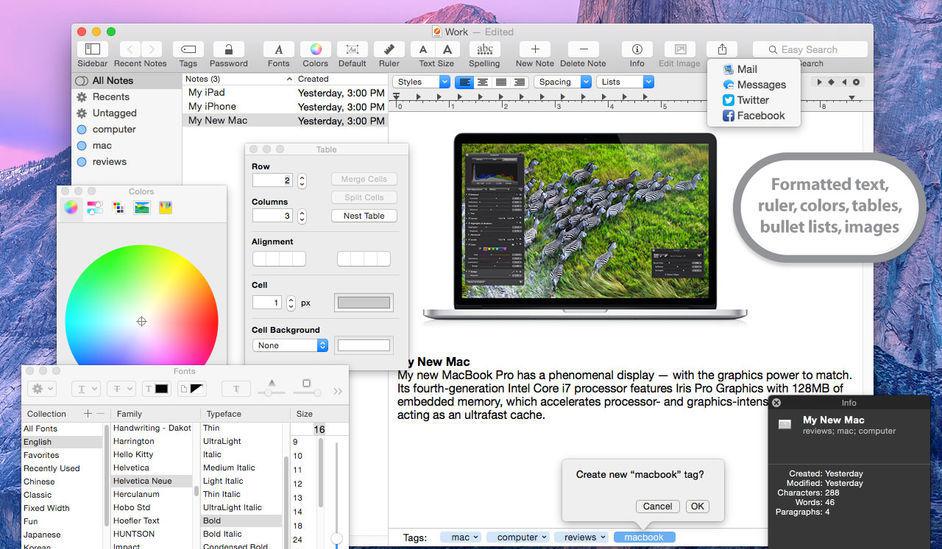 Work — Edited
Sidebar Recent Notes Tags Password Fonts Colors Default Ruler Text Size Spelling New Note Delete Note Info Edit Image
Easy Search
Mail
Messages
Twitter
Facebook
All Notes
Recents
Untagged
computer
mac
reviews
Notes (3) Created
My iPad Yesterday, 3:00 PM
My iPhone Yesterday, 3:00 PM
My New Mac Yesterday, 3:00 PM
Styles Spacing Lists
0 1 2 3 4 5 8
Formatted text,
ruler, colors, tables,
bullet lists, images
Table
Row
2 Merge Cells
Split Cells
Columns
3 Nest Table
Alignment
Cell
1 px
Cell Background
None
Colors
Fonts
Collection Family Typeface Size
16
All Fonts
English
Favorites
Recently Used
Chinese
Classic
Fixed Width
Fun
Japanese
Korean
Handwriting - Dakot
Harrington
Hello Kitty
Helvetica
Helvetica Neue
Herculanum
Hobo Std
Hoefler Text
HUNTSON
Impact
Thin
UltraLight
Italic
Medium Italic
Light Italic
Thin Italic
UltraLight Italic
Bold
Bold Italic
Condensed Bold
9
10
11
12
13
14
18
24
y New Mac
My new MacBook Pro has a phenomenal display — with the graphics power to match.
Its fourth-generation Intel Core i7 processor features Iris Pro Graphics with 128MB of
embedded memory, which accelerates processor- and graphics-intens
acting as an ultrafast cache.
Create new “macbook” tag?
Cancel OK
Tags: mac computer reviews macbook
Info
My New Mac
reviews; mac; computer
Created: Yesterday
Modified: Yesterday
Characters: 288
Words: 46
Paragraphs: 4